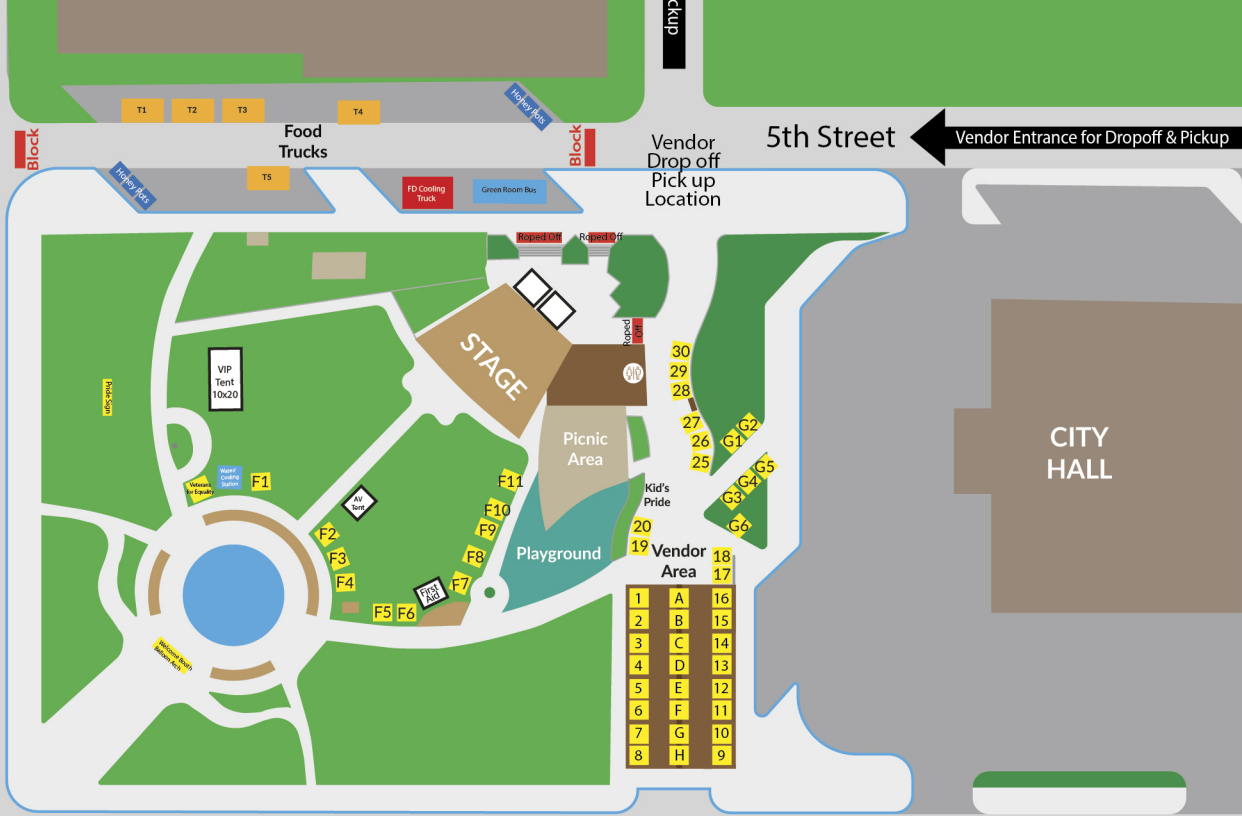 ckup
T1
T2
T3
T4
Honey Pots
Block
Food
Trucks
Block
Vendor
Drop off
Pick up
Location
5th Street
Vendor Entrance for Dropoff & Pickup
Honey Pots
T5
FD Cooling
Truck
Green Room Bus
Roped Off
Roped Off
Roped
Off
STAGE
VIP
Tent
10x20
Pride Sign
30
29
28
27
26
25
G2
G1
G5
G4
G3
G6
CITY
HALL
Picnic
Area
Kid's
Pride
Playground
Veterans
for Equality
Water/
Cooling
Station
F1
AV
Tent
F2
F3
F4
F5
F6
First
Aid
F7
F8
F9
F10
F11
20
19
Vendor
Area
18
17
1
A
16
2
B
15
3
C
14
4
D
13
5
E
12
6
F
11
7
G
10
8
H
9
Welcome Booth
Balloon Arch